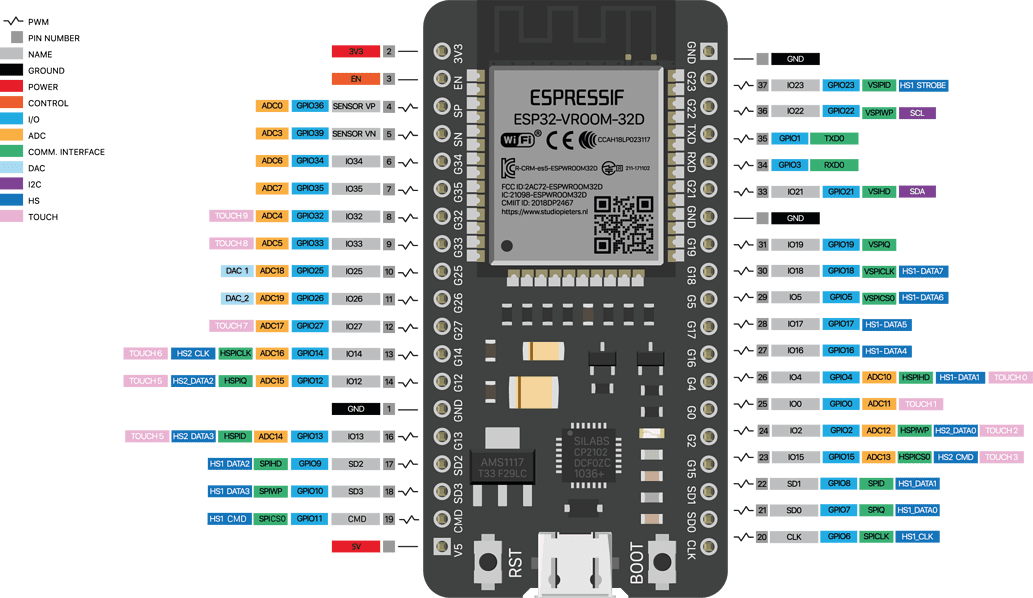 PWM
PIN NUMBER
NAME
GROUND
POWER
CONTROL
I/O
ADC
COMM. INTERFACE
DAC
I2C
HS
TOUCH
3V3 2
EN 3
ADC0 GPIO36 SENSOR VP 4
ADC3 GPIO39 SENSOR VN 5
ADC6 GPIO34 IO34 6
ADC7 GPIO35 IO35 7
TOUCH 9 ADC4 GPIO32 IO32 8
TOUCH 8 ADC5 GPIO33 IO33 9
DAC 1 ADC18 GPIO25 IO25 10
DAC_2 ADC19 GPIO26 IO26 11
TOUCH 7 ADC17 GPIO27 IO27 12
TOUCH 6 HS2 CLK HSPICLK ADC16 GPIO14 IO14 13
TOUCH 5 HS2_DATA2 HSPIQ ADC15 GPIO12 IO12 14
GND 1
TOUCH 5 HS2 DATA3 HSPID ADC14 GPIO13 IO13 16
HS1 DATA2 SPIHD GPIO9 SD2 17
HS1 DATA3 SPIWP GPIO10 SD3 18
HS1 CMD SPICS0 GPIO11 CMD 19
5V
3V3
EN
SP
SN
G34
G35
G32
G33
G25
G26
G27
G14
G12
GND
G13
SD2
SD3
CMD
V5
ESPRESSIF
ESP32-VROOM-32D
WiFi ® CE CCAH18LP023117
R-CRM-es5-ESPWROOM32D 211-171102
FCC ID:2AC72-ESPWROOM32D
IC:21098-ESPWROOM32D
CMIIT ID: 2018DP2467
https://www.studiopieters.nl
AMS1117
T33 F29LC
SILABS
CP2102
DCF0ZC
1036+
RST
BOOT
GND
G23
G22
TXD
RXD
G21
GND
G19
G18
G5
G17
G16
G4
G0
G2
G15
SD1
SD0
CLK
GND
37 IO23 GPIO23 VSIPID HS1 STROBE
36 IO22 GPIO22 VSPIWP SCL
35 GPIO1 TXD0
34 GPIO3 RXD0
33 IO21 GPIO21 VSIHD SDA
GND
31 IO19 GPIO19 VSPIQ
30 IO18 GPIO18 VSPICLK HS1-DATA7
29 IO5 GPIO5 VSPICS0 HS1-DATA6
28 IO17 GPIO17 HS1-DATA5
27 IO16 GPIO16 HS1-DATA4
26 IO4 GPIO4 ADC10 HSPIHD HS1-DATA1 TOUCH 0
25 IO0 GPIO0 ADC11 TOUCH 1
24 IO2 GPIO2 ADC12 HSPIWP HS2_DATA0 TOUCH 2
23 IO15 GPIO15 ADC13 HSPICS0 HS2 CMD TOUCH 3
22 SD1 GPIO8 SPID HS1_DATA1
21 SD0 GPIO7 SPIQ HS1_DATA0
20 CLK GPIO6 SPICLK HS1_CLK